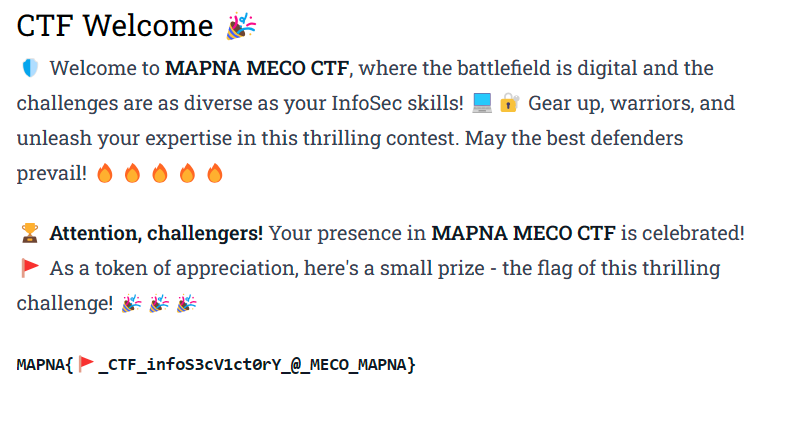 CTF Welcome 🎉
🛡️ Welcome to MAPNA MECO CTF, where the battlefield is digital and the
challenges are as diverse as your InfoSec skills! 💻 🔐 Gear up, warriors, and
unleash your expertise in this thrilling contest. May the best defenders
prevail! 🔥 🔥 🔥 🔥 🔥
🏆 Attention, challengers! Your presence in MAPNA MECO CTF is celebrated!
🚩 As a token of appreciation, here's a small prize - the flag of this thrilling
challenge! 🎉 🎉 🎉
MAPNA{🚩_CTF_infoS3cV1ct0rY_@_MECO_MAPNA}